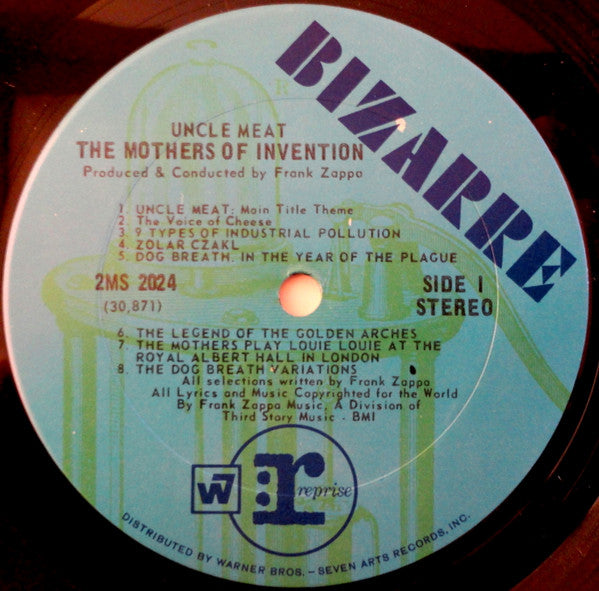 BIZARRE
UNCLE MEAT
THE MOTHERS OF INVENTION
Produced & Conducted by Frank Zappa
1. UNCLE MEAT: Main Title Theme
2. The Voice of Cheese
3. 9 TYPES OF INDUSTRIAL POLLUTION
4. ZOLAR CZAKL
5. DOG BREATH, IN THE YEAR OF THE PLAGUE
2MS 2024
(30,871)
SIDE 1
STEREO
6. THE LEGEND OF THE GOLDEN ARCHES
7. THE MOTHERS PLAY LOUIE LOUIE AT THE
ROYAL ALBERT HALL IN LONDON
8. THE DOG BREATH VARIATIONS
All selections written by Frank Zappa
All Lyrics and Music Copyrighted for the World
By Frank Zappa Music, A Division of
Third Story Music - BMI
W7
r: reprise
DISTRIBUTED BY WARNER BROS. – SEVEN ARTS RECORDS, INC.